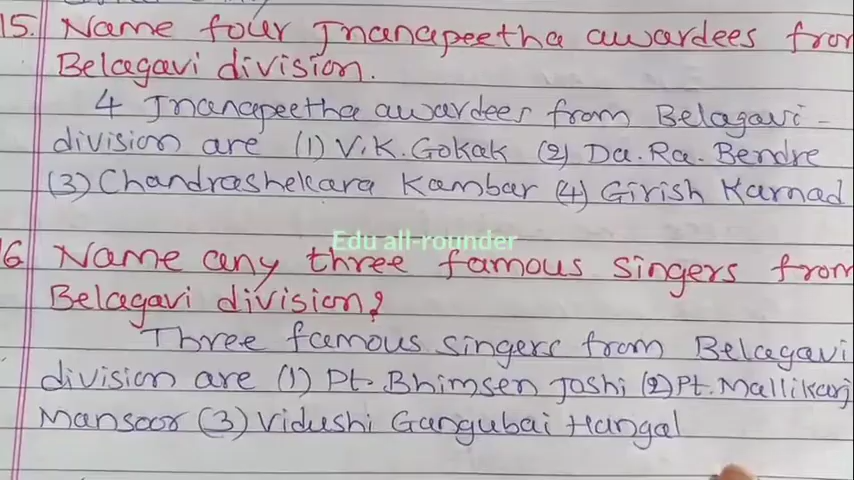 15. Name four Jnanapeetha awardees from
Belagavi division.
4 Jnanapeetha awardees from Belagavi-
division are (1) V.K.Gokak (2) Da.Ra.Bendre
(3) Chandrashekara Kambar (4) Girish Karnad
Edu all-rounder
16 Name any three famous singers from
Belagavi division?
Three famous singers from Belagavi
division are (1) Pt. Bhimsen Joshi (2) Pt. Mallikarj
Mansoor (3) Vidushi Gangubai Hangal